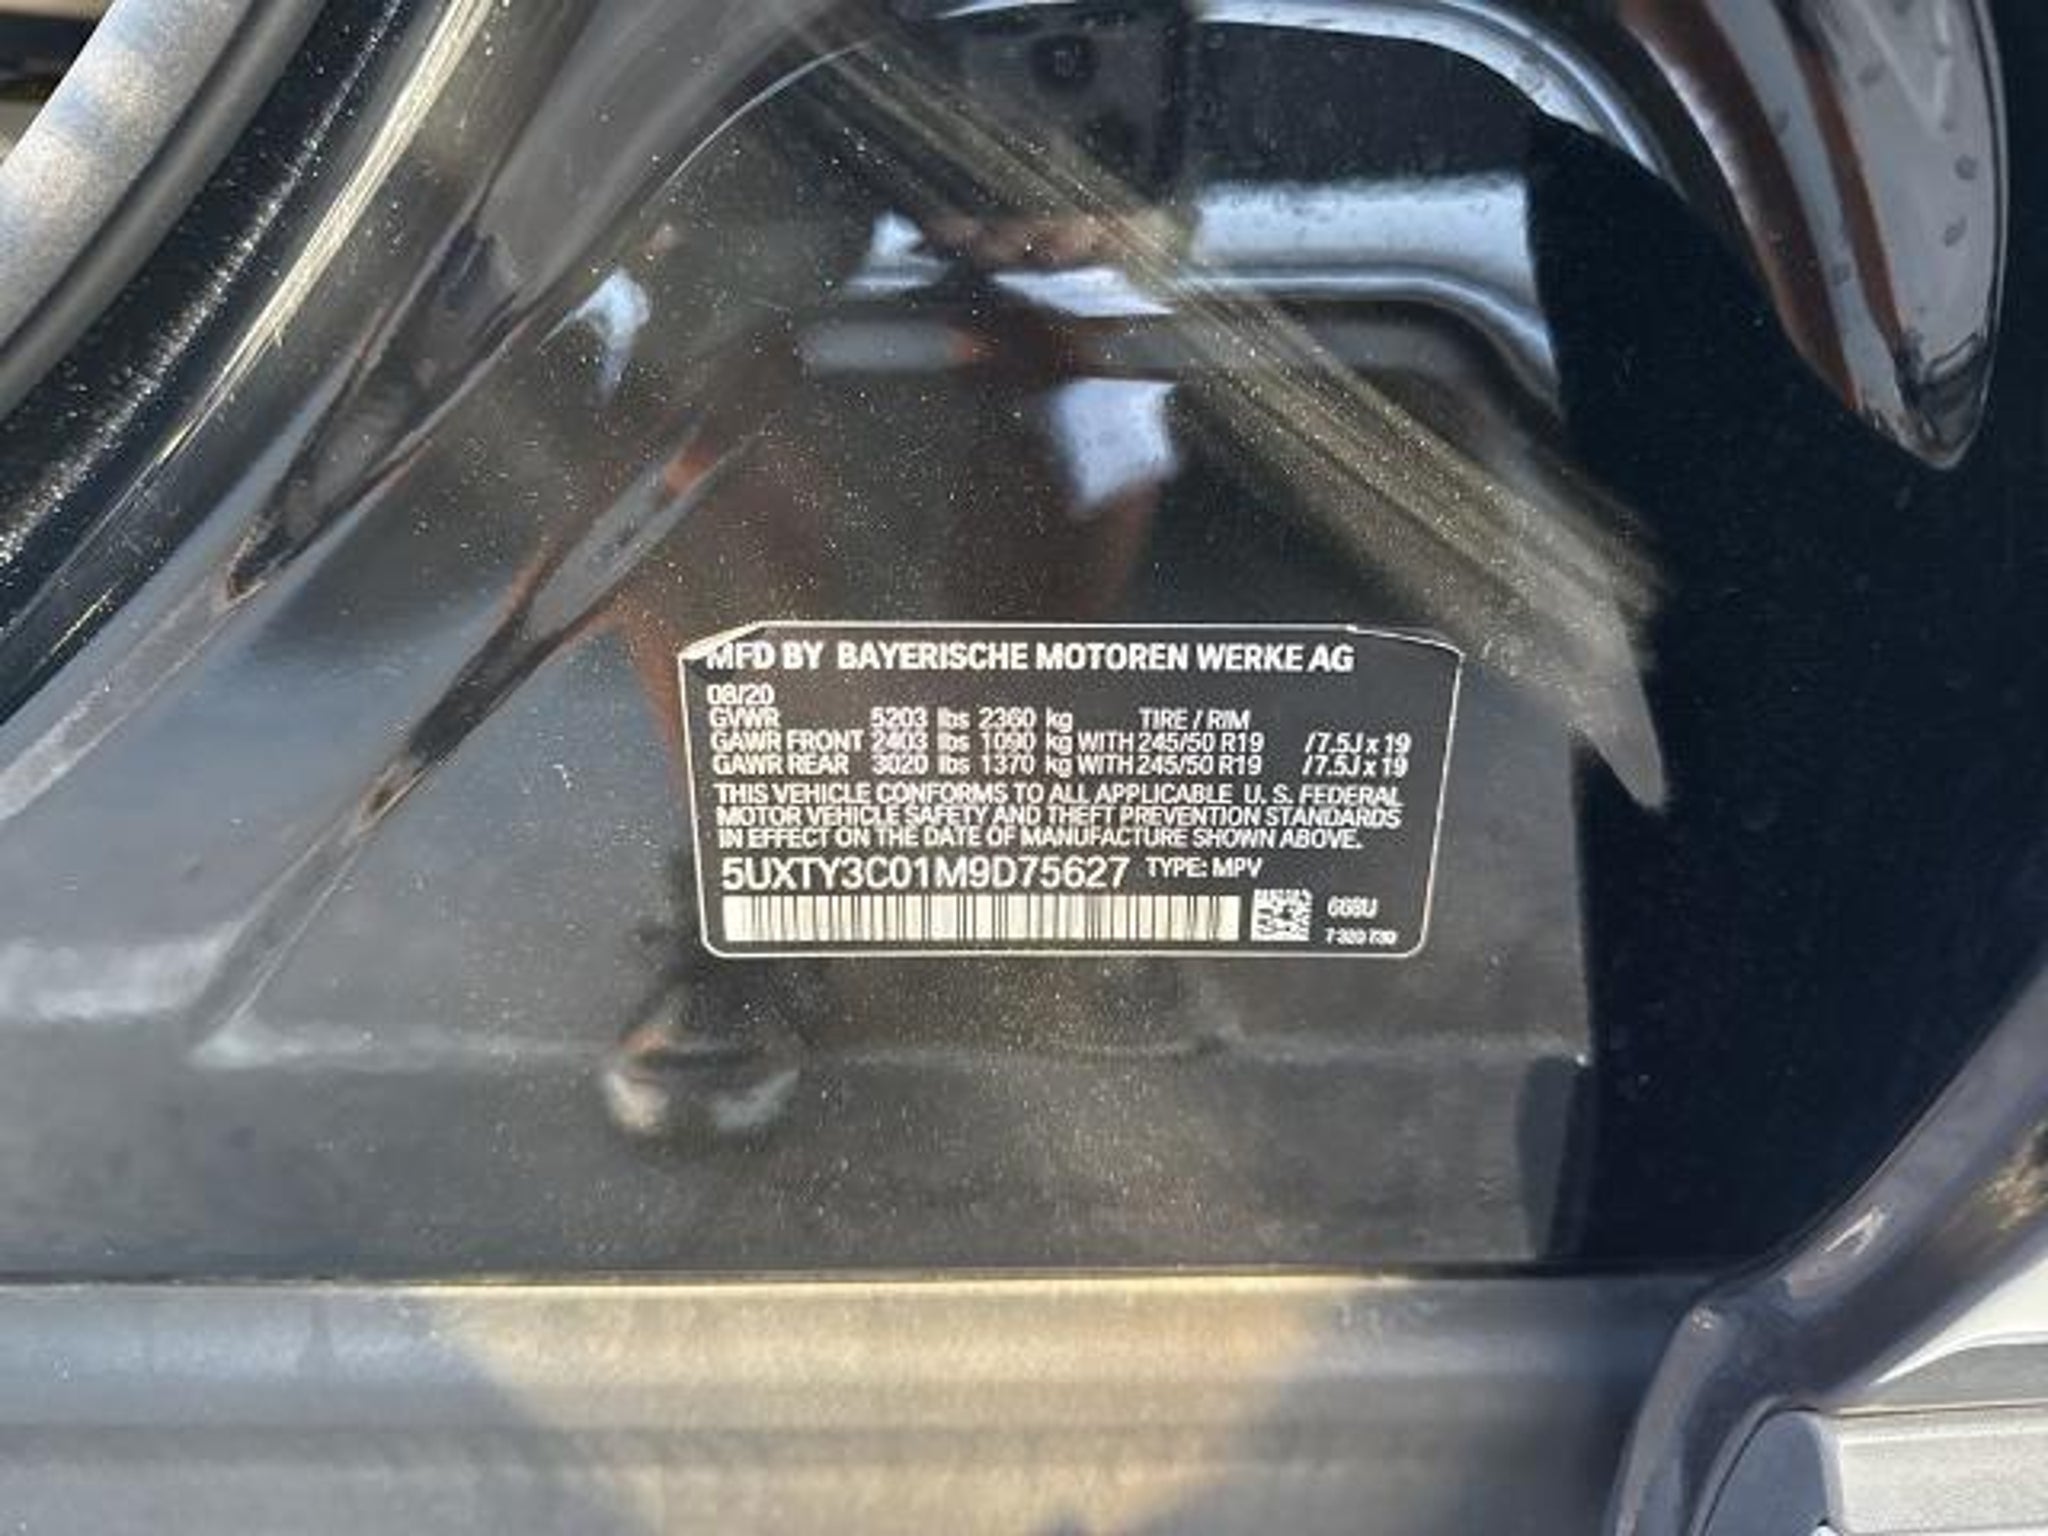 MFD BY BAYERISCHE MOTOREN WERKE AG
08/20
GVWR 5203 lbs 2360 kg TIRE / RIM
GAWR FRONT 2403 lbs 1090 kg WITH 245/50 R19 / 7.5J x 19
GAWR REAR 3020 lbs 1370 kg WITH 245/50 R19 / 7.5J x 19
THIS VEHICLE CONFORMS TO ALL APPLICABLE U. S. FEDERAL
MOTOR VEHICLE SAFETY AND THEFT PREVENTION STANDARDS
IN EFFECT ON THE DATE OF MANUFACTURE SHOWN ABOVE.
5UXTY3C01M9D75627 TYPE: MPV
668U